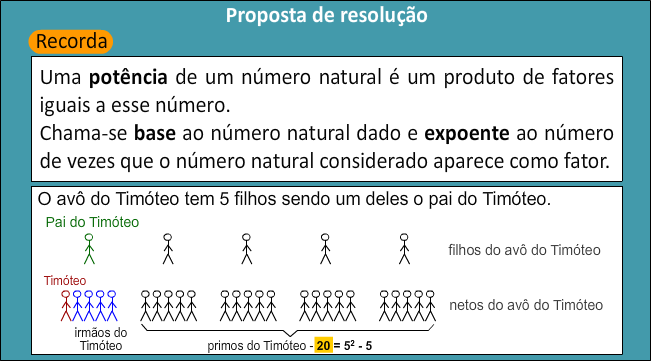 Proposta de resolução
Recorda
Uma potência de um número natural é um produto de fatores
iguais a esse número.
Chama-se base ao número natural dado e expoente ao número
de vezes que o número natural considerado aparece como fator.
O avô do Timóteo tem 5 filhos sendo um deles o pai do Timóteo.
Pai do Timóteo
filhos do avô do Timóteo
Timóteo
netos do avô do Timóteo
irmãos do
Timóteo
primos do Timóteo - 20 = 5² - 5